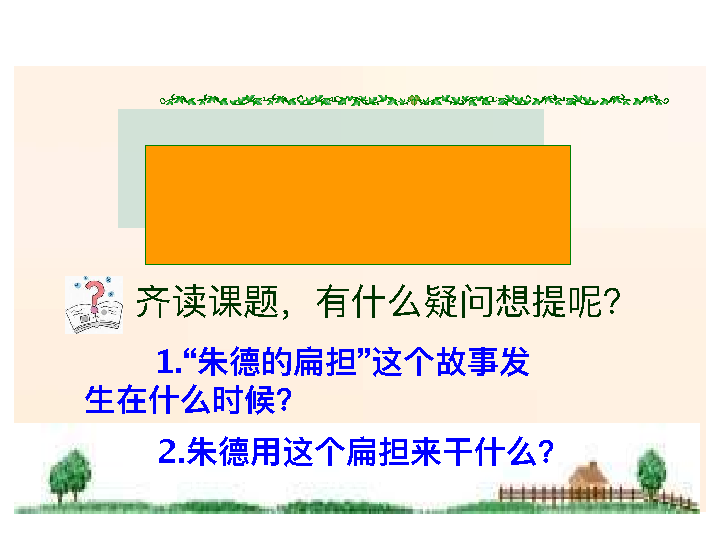 齐读课题，有什么疑问想提呢？
1.“朱德的扁担”这个故事发
生在什么时候？
2.朱德用这个扁担来干什么？